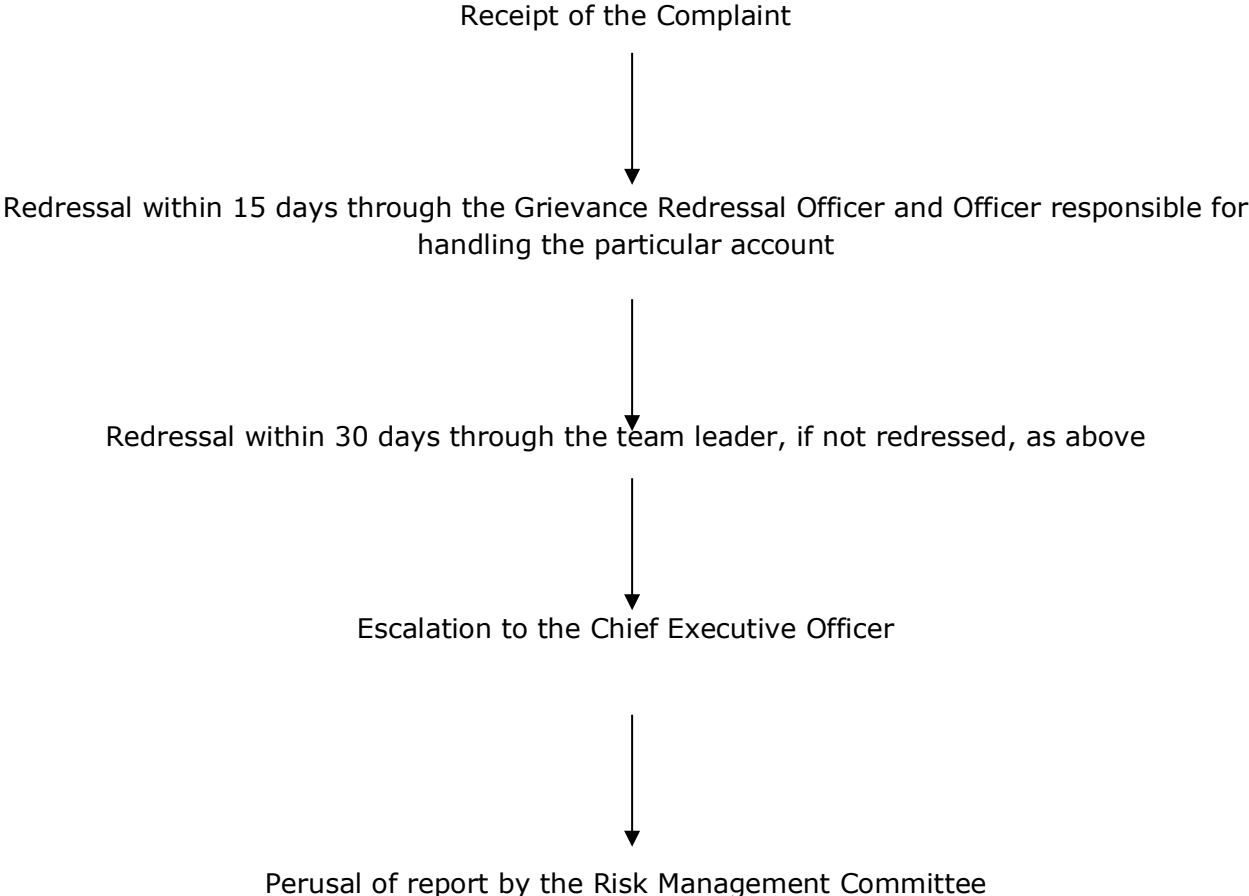 Receipt of the Complaint
Redressal within 15 days through the Grievance Redressal Officer and Officer responsible for
handling the particular account
Redressal within 30 days through the team leader, if not redressed, as above
Escalation to the Chief Executive Officer
Perusal of report by the Risk Management Committee